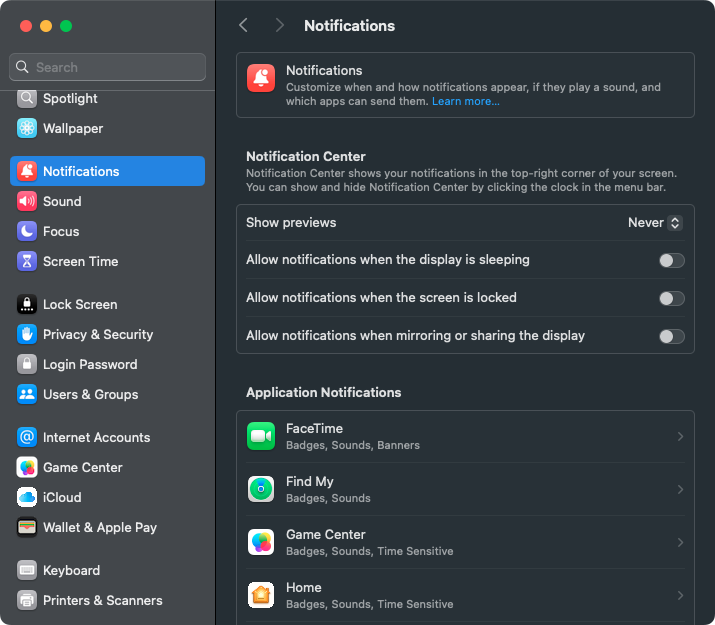 Search
Spotlight
Wallpaper
Notifications
Sound
Focus
Screen Time
Lock Screen
Privacy & Security
Login Password
Users & Groups
Internet Accounts
Game Center
iCloud
Wallet & Apple Pay
Keyboard
Printers & Scanners
Notifications
Notifications
Customize when and how notifications appear, if they play a sound, and
which apps can send them. Learn more...
Notification Center
Notification Center shows your notifications in the top-right corner of your screen.
You can show and hide Notification Center by clicking the clock in the menu bar.
Show previews Never
Allow notifications when the display is sleeping
Allow notifications when the screen is locked
Allow notifications when mirroring or sharing the display
Application Notifications
FaceTime
Badges, Sounds, Banners
Find My
Badges, Sounds
Game Center
Badges, Sounds, Time Sensitive
Home
Badges, Sounds, Time Sensitive